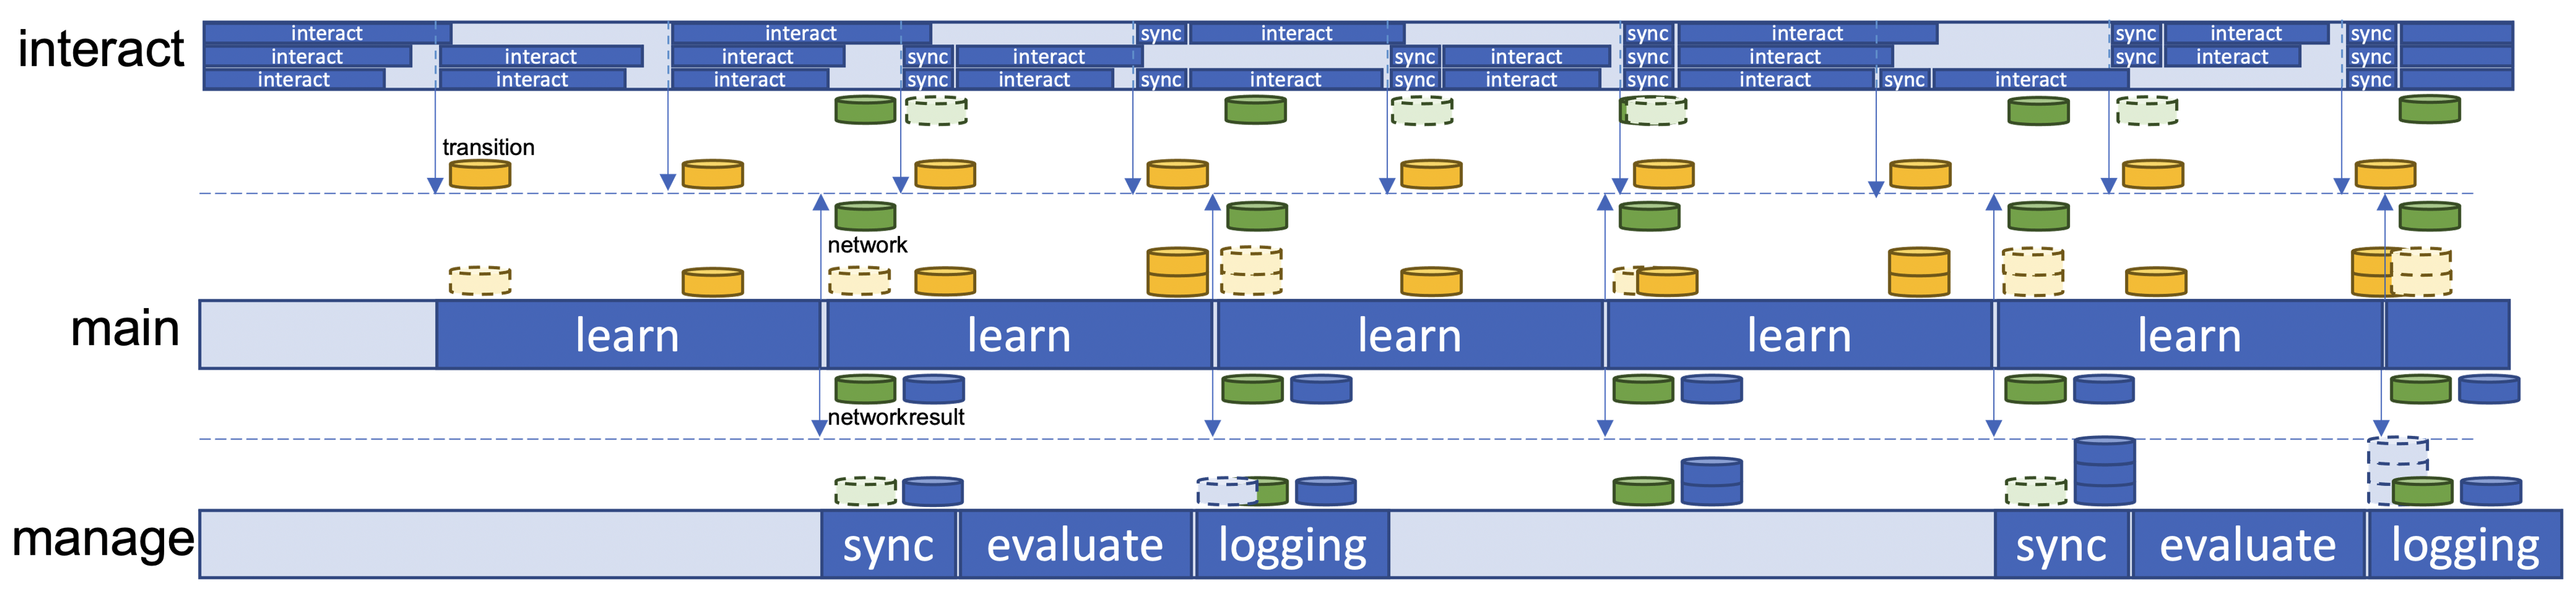 interact
interact interact sync interact sync interact sync interact sync
interact interact interact sync interact sync interact sync interact sync interact sync
interact interact interact sync interact sync interact sync interact sync interact sync interact sync
transition
network
main
learn learn learn learn learn
network result
manage
sync evaluate logging sync evaluate logging